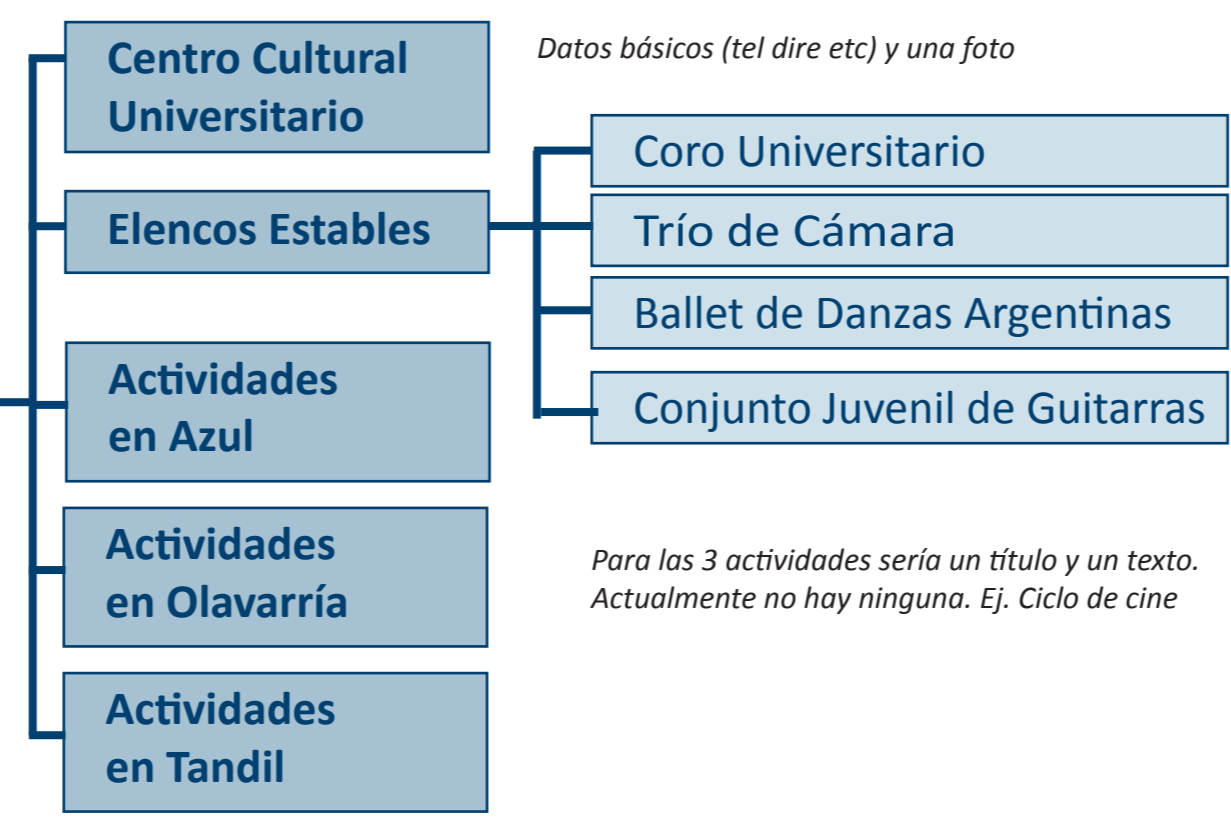 Centro Cultural
Universitario
Datos básicos (tel dire etc) y una foto
Elencos Estables
Coro Universitario
Trío de Cámara
Ballet de Danzas Argentinas
Conjunto Juvenil de Guitarras
Actividades
en Azul
Actividades
en Olavarría
Para las 3 actividades sería un título y un texto.
Actualmente no hay ninguna. Ej. Ciclo de cine
Actividades
en Tandil